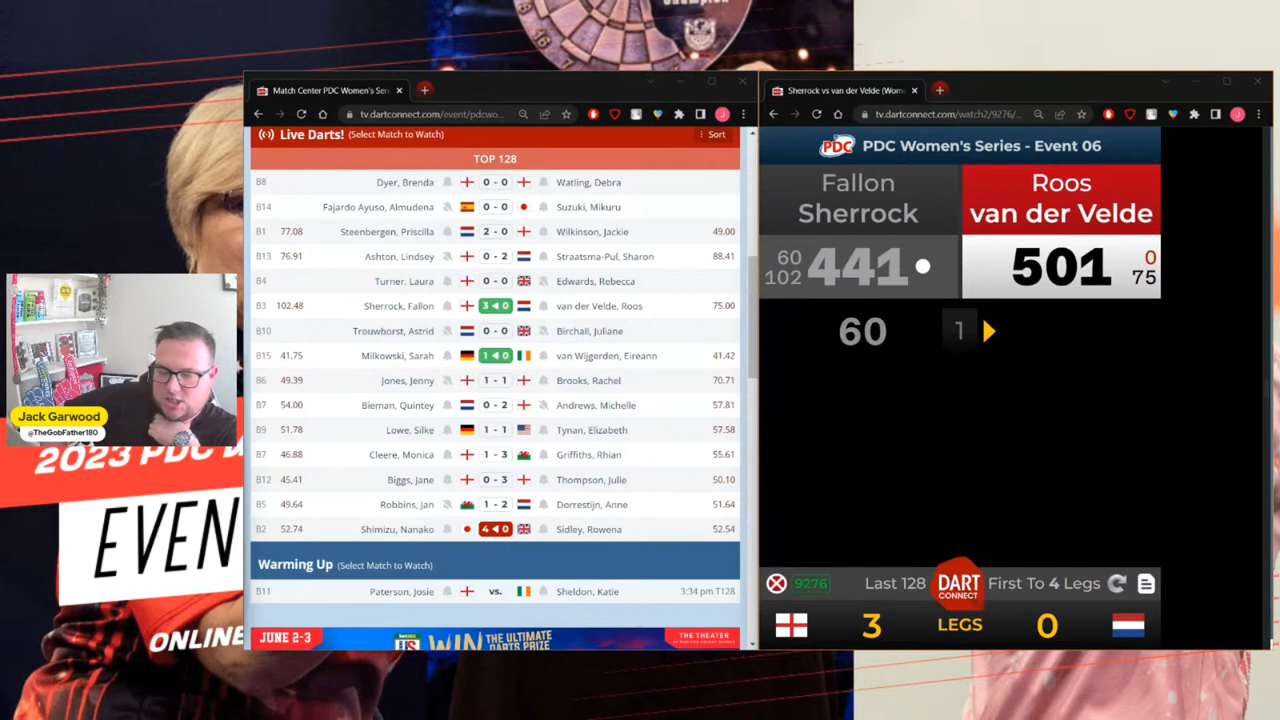 Champion
Match Center PDC Women's Seri
tv.dartconnect.com/event/pdcwo...
Live Darts! (Select Match to Watch)
Sort
TOP 128
B8 Dyer, Brenda 0 - 0 Watling, Debra
B14 Fajardo Ayuso, Almudena 0 - 0 Suzuki, Mikuru
B1 77.08 Steenbergen, Priscilla 2 - 0 Wilkinson, Jackie 49.00
B13 76.91 Ashton, Lindsey 0 - 2 Straatsma-Pul, Sharon 88.41
B4 Turner, Laura 0 - 0 Edwards, Rebecca
B3 102.48 Sherrock, Fallon 3 ◄ 0 van der Velde, Roos 75.00
B10 Trouwborst, Astrid 0 - 0 Birchall, Juliane
B15 41.75 Milkowski, Sarah 1 ◄ 0 van Wijgerden, Eireann 41.42
B6 49.39 Jones, Jenny 1 - 1 Brooks, Rachel 70.71
B7 54.00 Bieman, Quintey 0 - 2 Andrews, Michelle 57.81
B9 51.78 Lowe, Silke 1 - 1 Tynan, Elizabeth 57.58
B7 46.88 Cleere, Monica 1 - 3 Griffiths, Rhian 55.61
B12 45.41 Biggs, Jane 0 - 3 Thompson, Julie 50.10
B5 49.64 Robbins, Jan 1 - 2 Dorrestijn, Anne 51.64
B2 52.74 Shimizu, Nanako 4 ◄ 0 Sidley, Rowena 52.54
Warming Up (Select Match to Watch)
B11 Paterson, Josie vs. Sheldon, Katie 3:34 pm T128
JUNE 2-3
WIN THE ULTIMATE
DARTS PRIZE
THE THEATER
Sherrock vs van der Velde (Wom
tv.dartconnect.com/watch2/9276/...
PDC PDC Women's Series - Event 06
Fallon
Sherrock
Roos
van der Velde
60
102
441
501
0
75
60 1
9276 Last 128 DART
CONNECT First To 4 Legs
3 LEGS 0
Jack Garwood
@TheGobFather180
2023 PDC W
EVEN
ONLINE